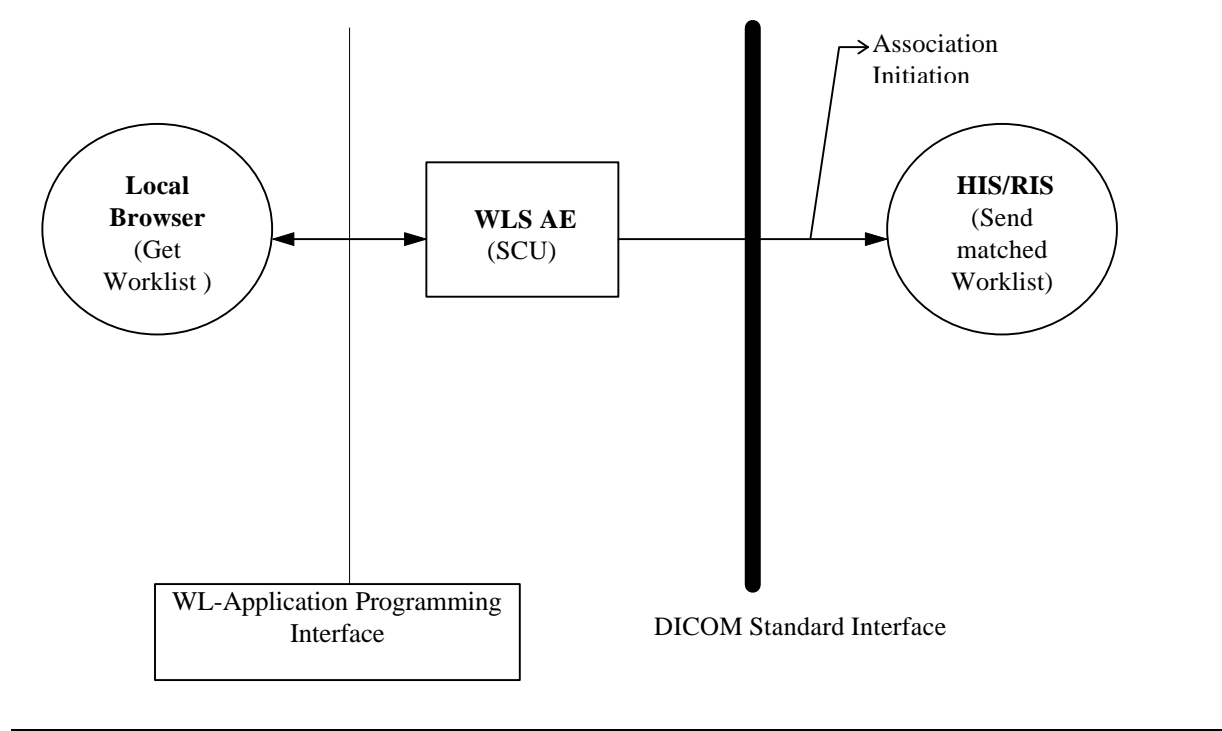 Association
Initiation
Local
Browser
(Get
Worklist )
WLS AE
(SCU)
HIS/RIS
(Send
matched
Worklist)
WL-Application Programming
Interface
DICOM Standard Interface